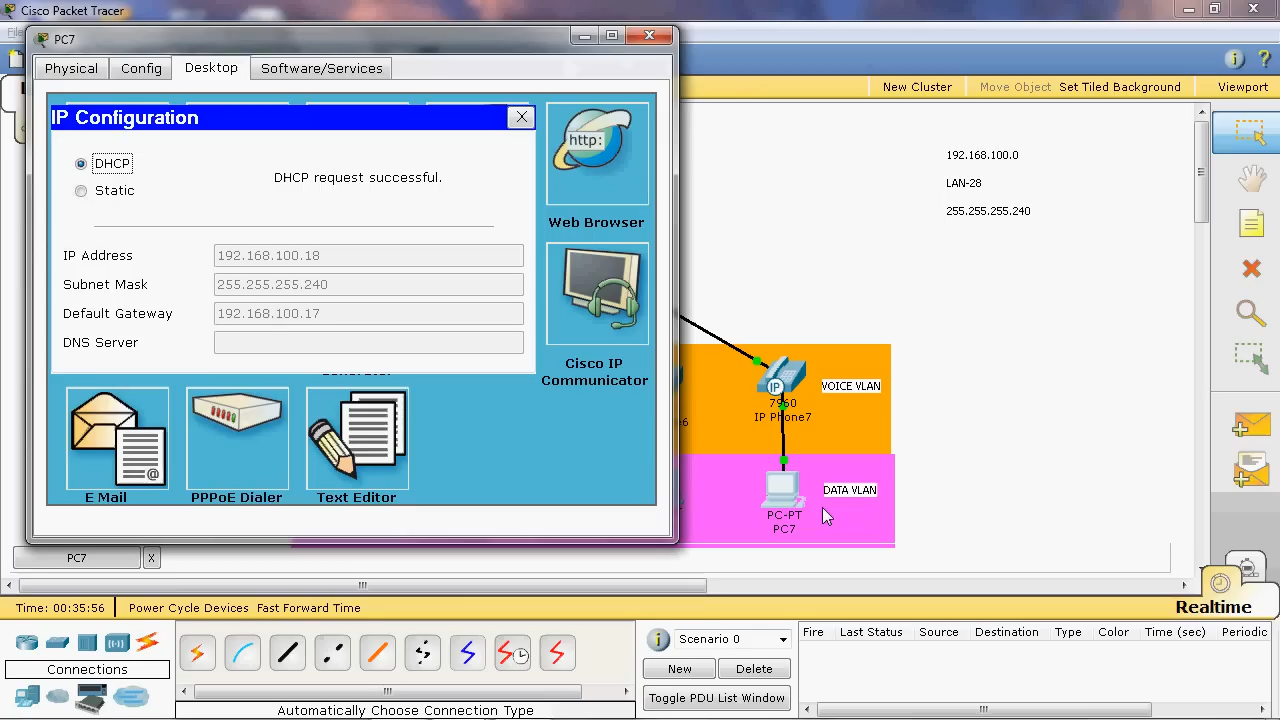 Cisco Packet Tracer
PC7
Physical
Config
Desktop
Software/Services
New Cluster
Move Object
Set Tiled Background
Viewport
IP Configuration
X
DHCP
Static
DHCP request successful.
IP Address
192.168.100.18
Subnet Mask
255.255.255.240
Default Gateway
192.168.100.17
DNS Server
http:
Web Browser
Cisco IP
Communicator
@
E Mail
PPPoE Dialer
Text Editor
192.168.100.0
LAN-28
255.255.255.240
IP
VOICE VLAN
7960
IP Phone7
DATA VLAN
PC-PT
PC7
PC7
X
Time: 00:35:56
Power Cycle Devices
Fast Forward Time
Realtime
Connections
Automatically Choose Connection Type
Scenario 0
New
Delete
Toggle PDU List Window
Fire
Last Status
Source
Destination
Type
Color
Time (sec)
Periodic